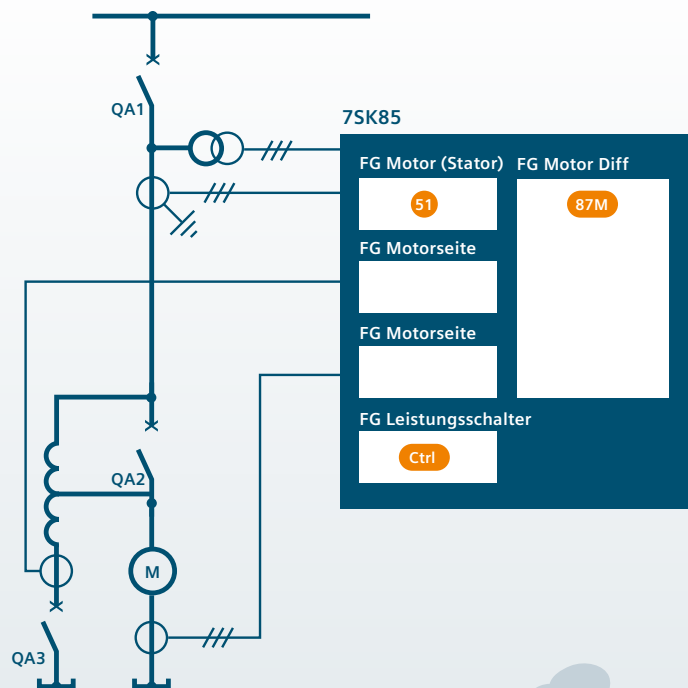 QA1
7SK85
FG Motor (Stator)
FG Motor Diff
51
87M
FG Motorseite
FG Motorseite
FG Leistungsschalter
Ctrl
QA2
M
QA3